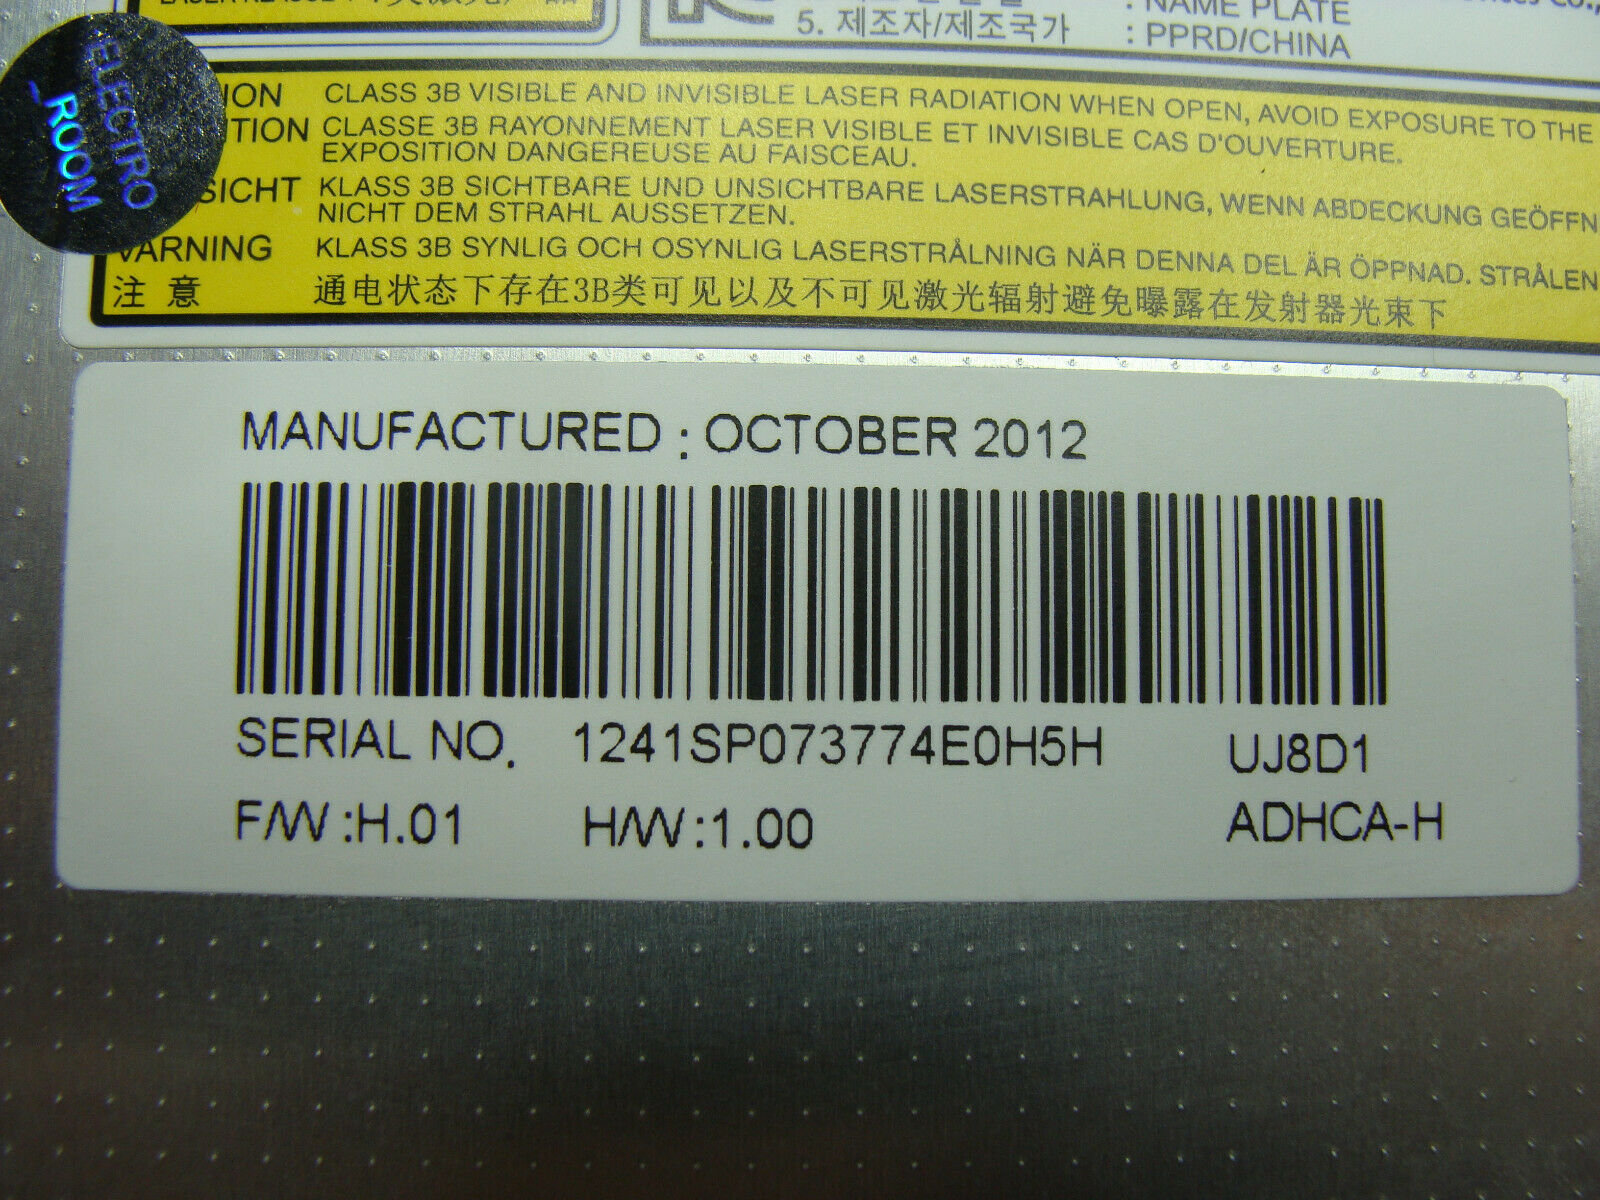 : NAME PLATE
5. 제조자/제조국가 : PPRD/CHINA
CLASS 3B VISIBLE AND INVISIBLE LASER RADIATION WHEN OPEN, AVOID EXPOSURE TO THE
CLASSE 3B RAYONNEMENT LASER VISIBLE ET INVISIBLE CAS D'OUVERTURE.
EXPOSITION DANGEREUSE AU FAISCEAU.
KLASS 3B SICHTBARE UND UNSICHTBARE LASERSTRAHLUNG, WENN ABDECKUNG GEÖFFN
NICHT DEM STRAHL AUSSETZEN.
VARNING KLASS 3B SYNLIG OCH OSYNLIG LASERSTRÅLNING NÄR DENNA DEL ÄR ÖPPNAD. STRÅLEN
注 意 通电状态下存在3B类可见以及不可见激光辐射避免曝露在发射器光束下
ELECTRO
_ROOM
MANUFACTURED : OCTOBER 2012
SERIAL NO. 1241SP073774E0H5H UJ8D1
F/W :H.01 H/W :1.00 ADHCA-H